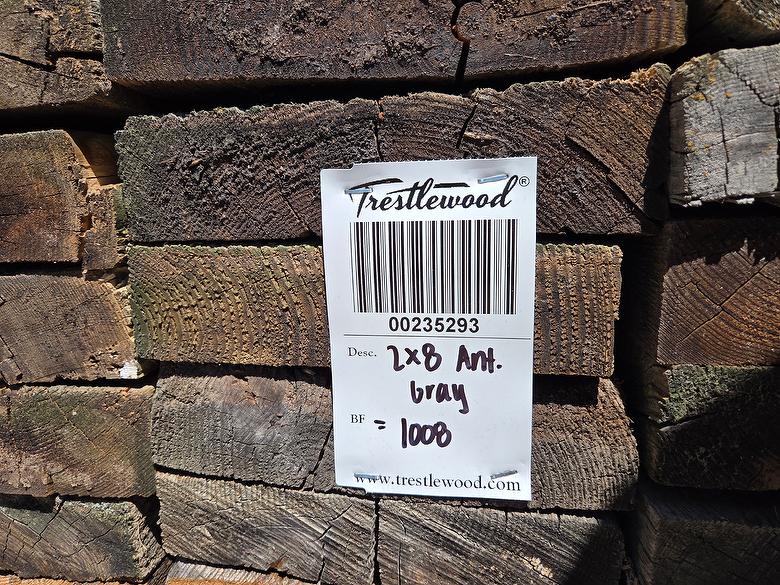 Trestlewood®
00235293
Desc. 2x8 Ant.
Gray
BF = 1008
www.trestlewood.com